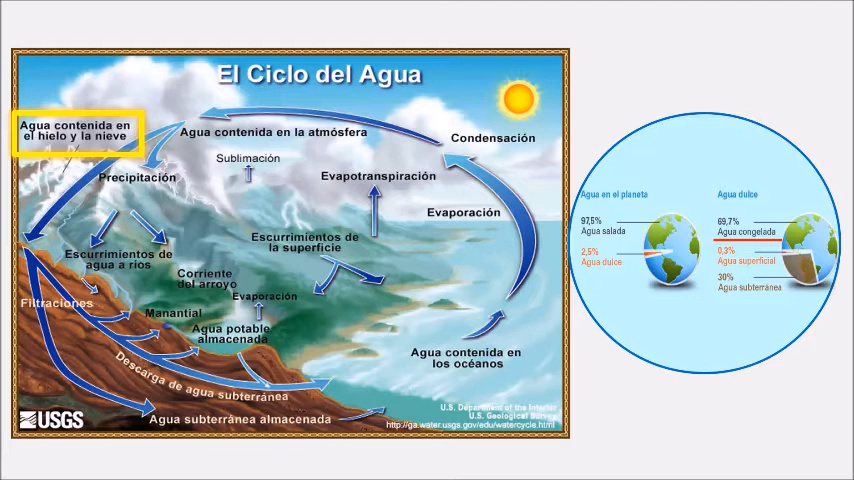 El Ciclo del Agua
Agua contenida en
el hielo y la nieve
Agua contenida en la atmósfera
Condensación
Sublimación
Precipitación
Evapotranspiración
Evaporación
Escurrimientos de
la superficie
Escurrimientos de
agua a ríos
Corriente
del arroyo
Evaporación
Filtraciones
Manantial
Agua potable
almacenada
Agua contenida en
los océanos
Descarga de agua subterránea
Agua subterránea almacenada
USGS
U.S. Department of the Interior
U.S. Geological Survey
http://ga.water.usgs.gov/edu/watercycle.html
Agua en el planeta
97,5%
Agua salada
2,5%
Agua dulce
Agua dulce
69,7%
Agua congelada
0,3%
Agua superficial
30%
Agua subterránea